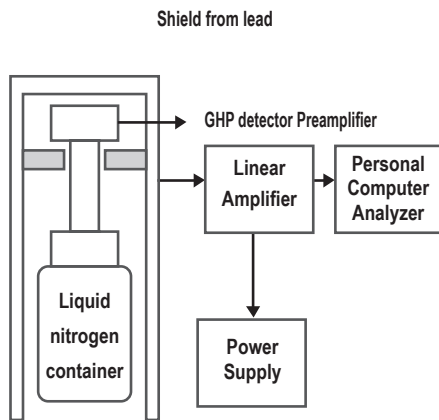 Shield from lead
GHP detector Preamplifier
Linear
Amplifier
Personal
Computer
Analyzer
Liquid
nitrogen
container
Power
Supply